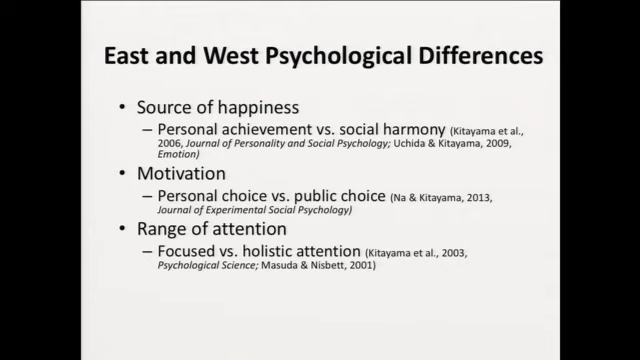 East and West Psychological Differences
• Source of happiness
– Personal achievement vs. social harmony (Kitayama et al.,
2006, Journal of Personality and Social Psychology; Uchida & Kitayama, 2009,
Emotion)
• Motivation
– Personal choice vs. public choice (Na & Kitayama, 2013,
Journal of Experimental Social Psychology)
• Range of attention
– Focused vs. holistic attention (Kitayama et al., 2003,
Psychological Science; Masuda & Nisbett, 2001)